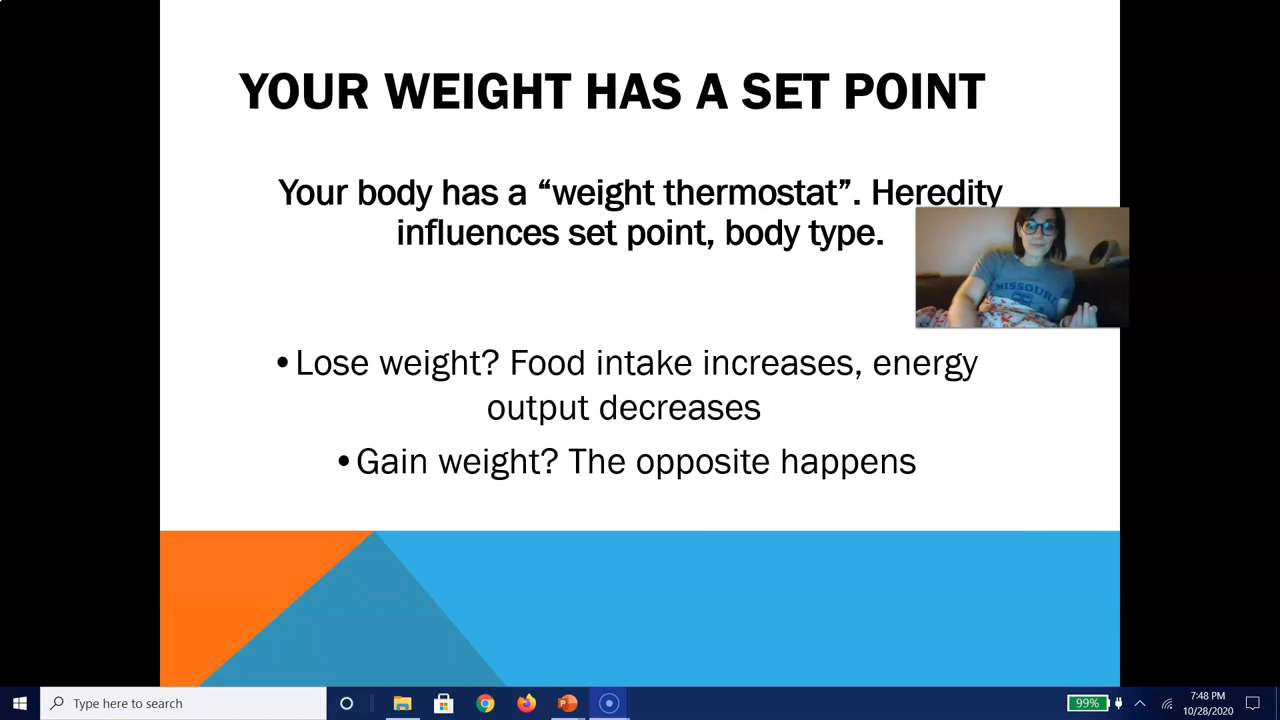 YOUR WEIGHT HAS A SET POINT
Your body has a “weight thermostat”. Heredity
influences set point, body type.
MISSOURI
•Lose weight? Food intake increases, energy
output decreases
•Gain weight? The opposite happens
Type here to search
99%
7:48 PM
10/28/2020